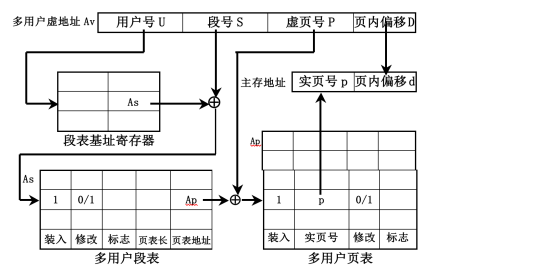 多用户虚地址 Av 用户号U 段号S 虚页号P 页内偏移D
主存地址 实页号p 页内偏移d
As
段表基址寄存器
Ap
As
1 0/1 Ap
装入 修改 标志 页表长 页表地址
多用户段表
1 p 0/1
装入 实页号 修改 标志
多用户页表